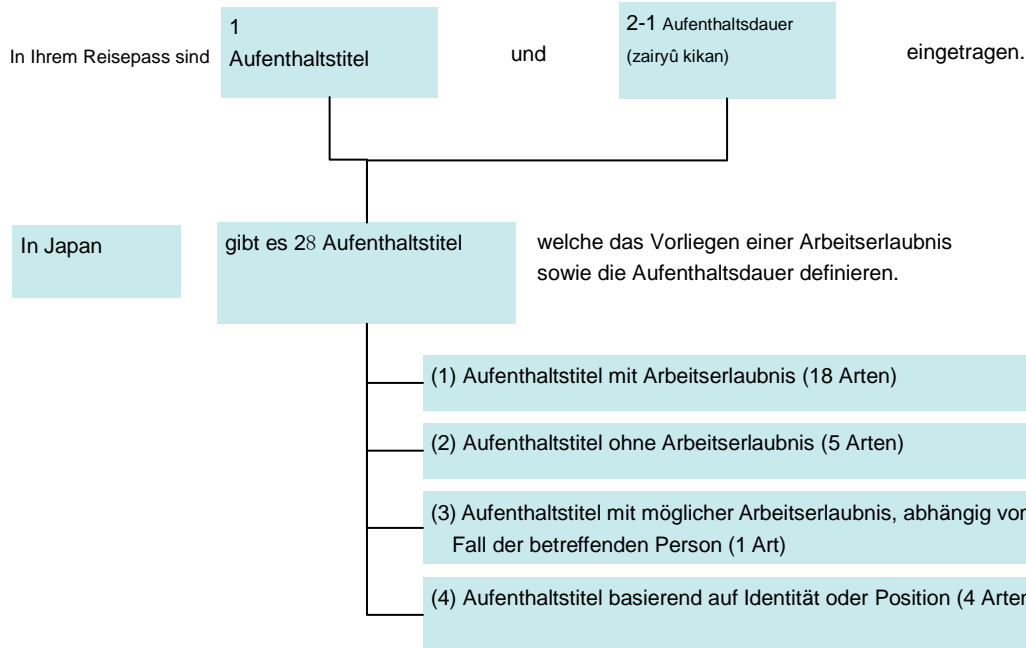 1
In Ihrem Reisepass sind Aufenthaltstitel und 2-1 Aufenthaltsdauer eingetragen.
(zairyû kikan)
In Japan gibt es 28 Aufenthaltstitel welche das Vorliegen einer Arbeitserlaubnis
sowie die Aufenthaltsdauer definieren.
(1) Aufenthaltstitel mit Arbeitserlaubnis (18 Arten)
(2) Aufenthaltstitel ohne Arbeitserlaubnis (5 Arten)
(3) Aufenthaltstitel mit möglicher Arbeitserlaubnis, abhängig vor
Fall der betreffenden Person (1 Art)
(4) Aufenthaltstitel basierend auf Identität oder Position (4 Arter